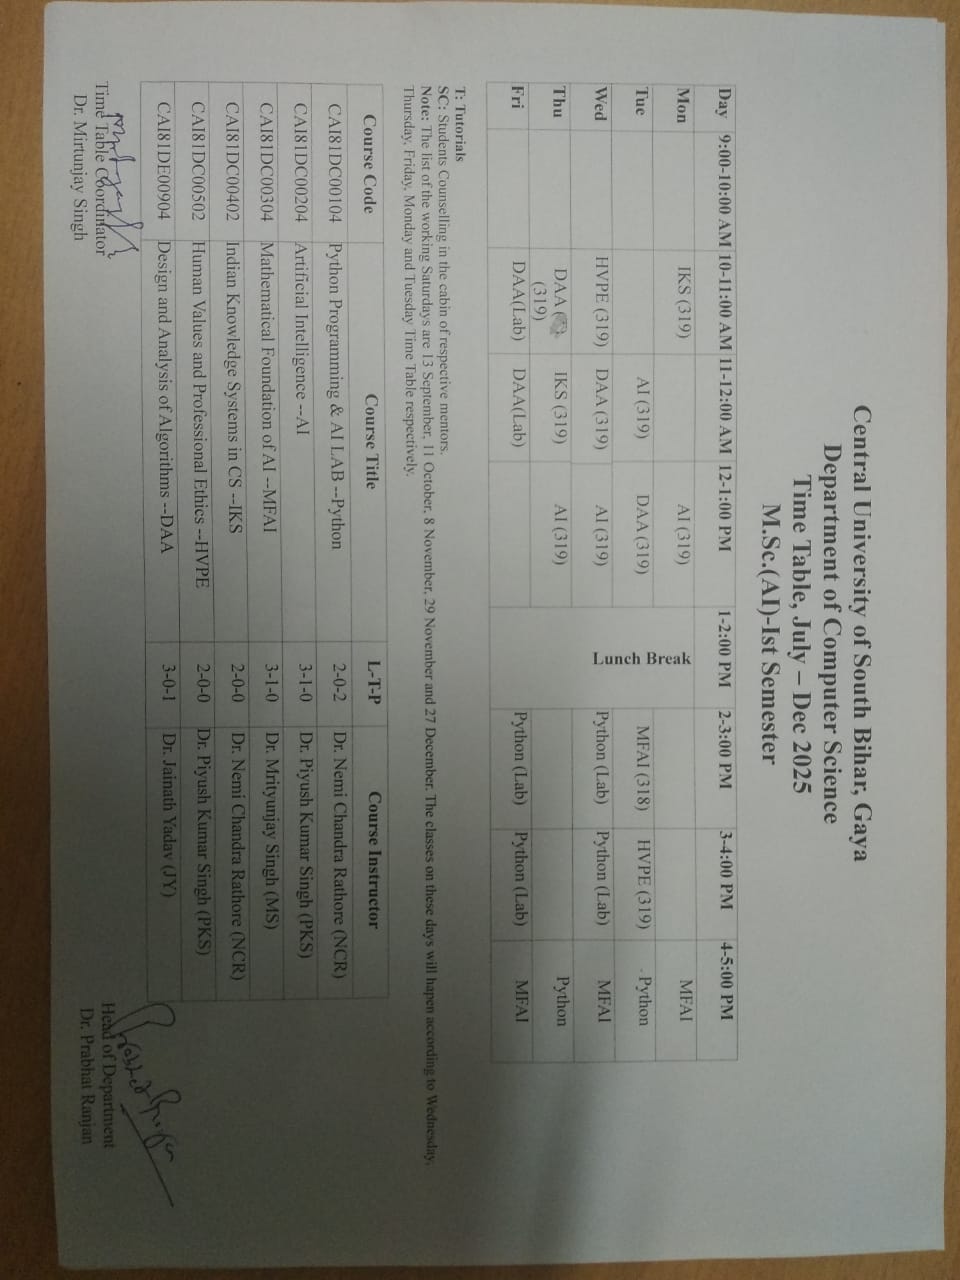 Central University of South Bihar, Gaya
Department of Computer Science
Time Table, July – Dec 2025
M.Sc.(AI)-Ist Semester
Day 9:00-10:00 AM 10-11:00 AM 11-12:00 AM 12-1:00 PM 1-2:00 PM 2-3:00 PM 3-4:00 PM 4-5:00 PM
Mon IKS (319) AI (319) MFAI
Tue AI (319) DAA (319) MFAI (318) HVPE (319) Python
Lunch Break
Wed HVPE (319) DAA (319) AI (319) Python (Lab) Python (Lab) MFAI
Thu DAA (319) IKS (319) AI (319) Python
Fri DAA(Lab) DAA(Lab) Python (Lab) Python (Lab) MFAI
T: Tutorials
SC: Students Counselling in the cabin of respective mentors.
Note: The list of the working Saturdays are 13 September, 11 October, 8 November, 29 November and 27 December. The classes on these days will hapen according to Wednesday,
Thursday, Friday, Monday and Tuesday Time Table respectively.
Course Code Course Title L-T-P Course Instructor
CAI81DC00104 Python Programming & AI LAB --Python 2-0-2 Dr. Nemi Chandra Rathore (NCR)
CAI81DC00204 Artificial Intelligence --AI 3-1-0 Dr. Piyush Kumar Singh (PKS)
CAI81DC00304 Mathematical Foundation of AI --MFAI 3-1-0 Dr. Mrityunjay Singh (MS)
CAI81DC00402 Indian Knowledge Systems in CS --IKS 2-0-0 Dr. Nemi Chandra Rathore (NCR)
CAI81DC00502 Human Values and Professional Ethics --HVPE 2-0-0 Dr. Piyush Kumar Singh (PKS)
CAI81DE00904 Design and Analysis of Algorithms --DAA 3-0-1 Dr. Jainath Yadav (JY)
Time Table Coordinator
Dr. Mirtunjay Singh
Head of Department
Dr. Prabhat Ranjan